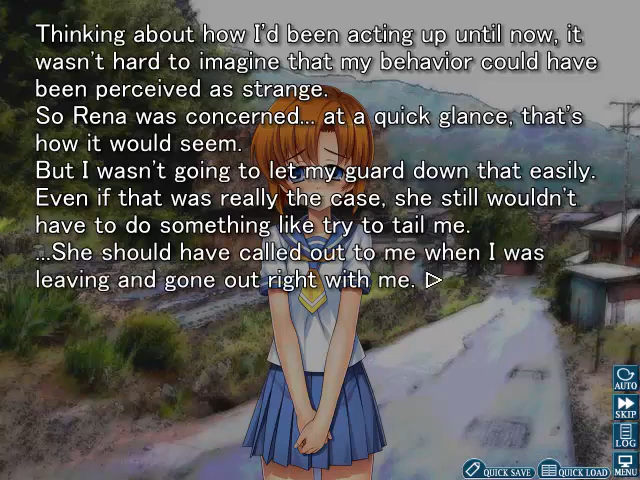 Thinking about how I'd been acting up until now, it
wasn't hard to imagine that my behavior could have
been perceived as strange.
So Rena was concerned... at a quick glance, that's
how it would seem.
But I wasn't going to let my guard down that easily.
Even if that was really the case, she still wouldn't
have to do something like try to tail me.
...She should have called out to me when I was
leaving and gone out right with me.
AUTO
SKIP
LOG
MENU
QUICK SAVE
QUICK LOAD